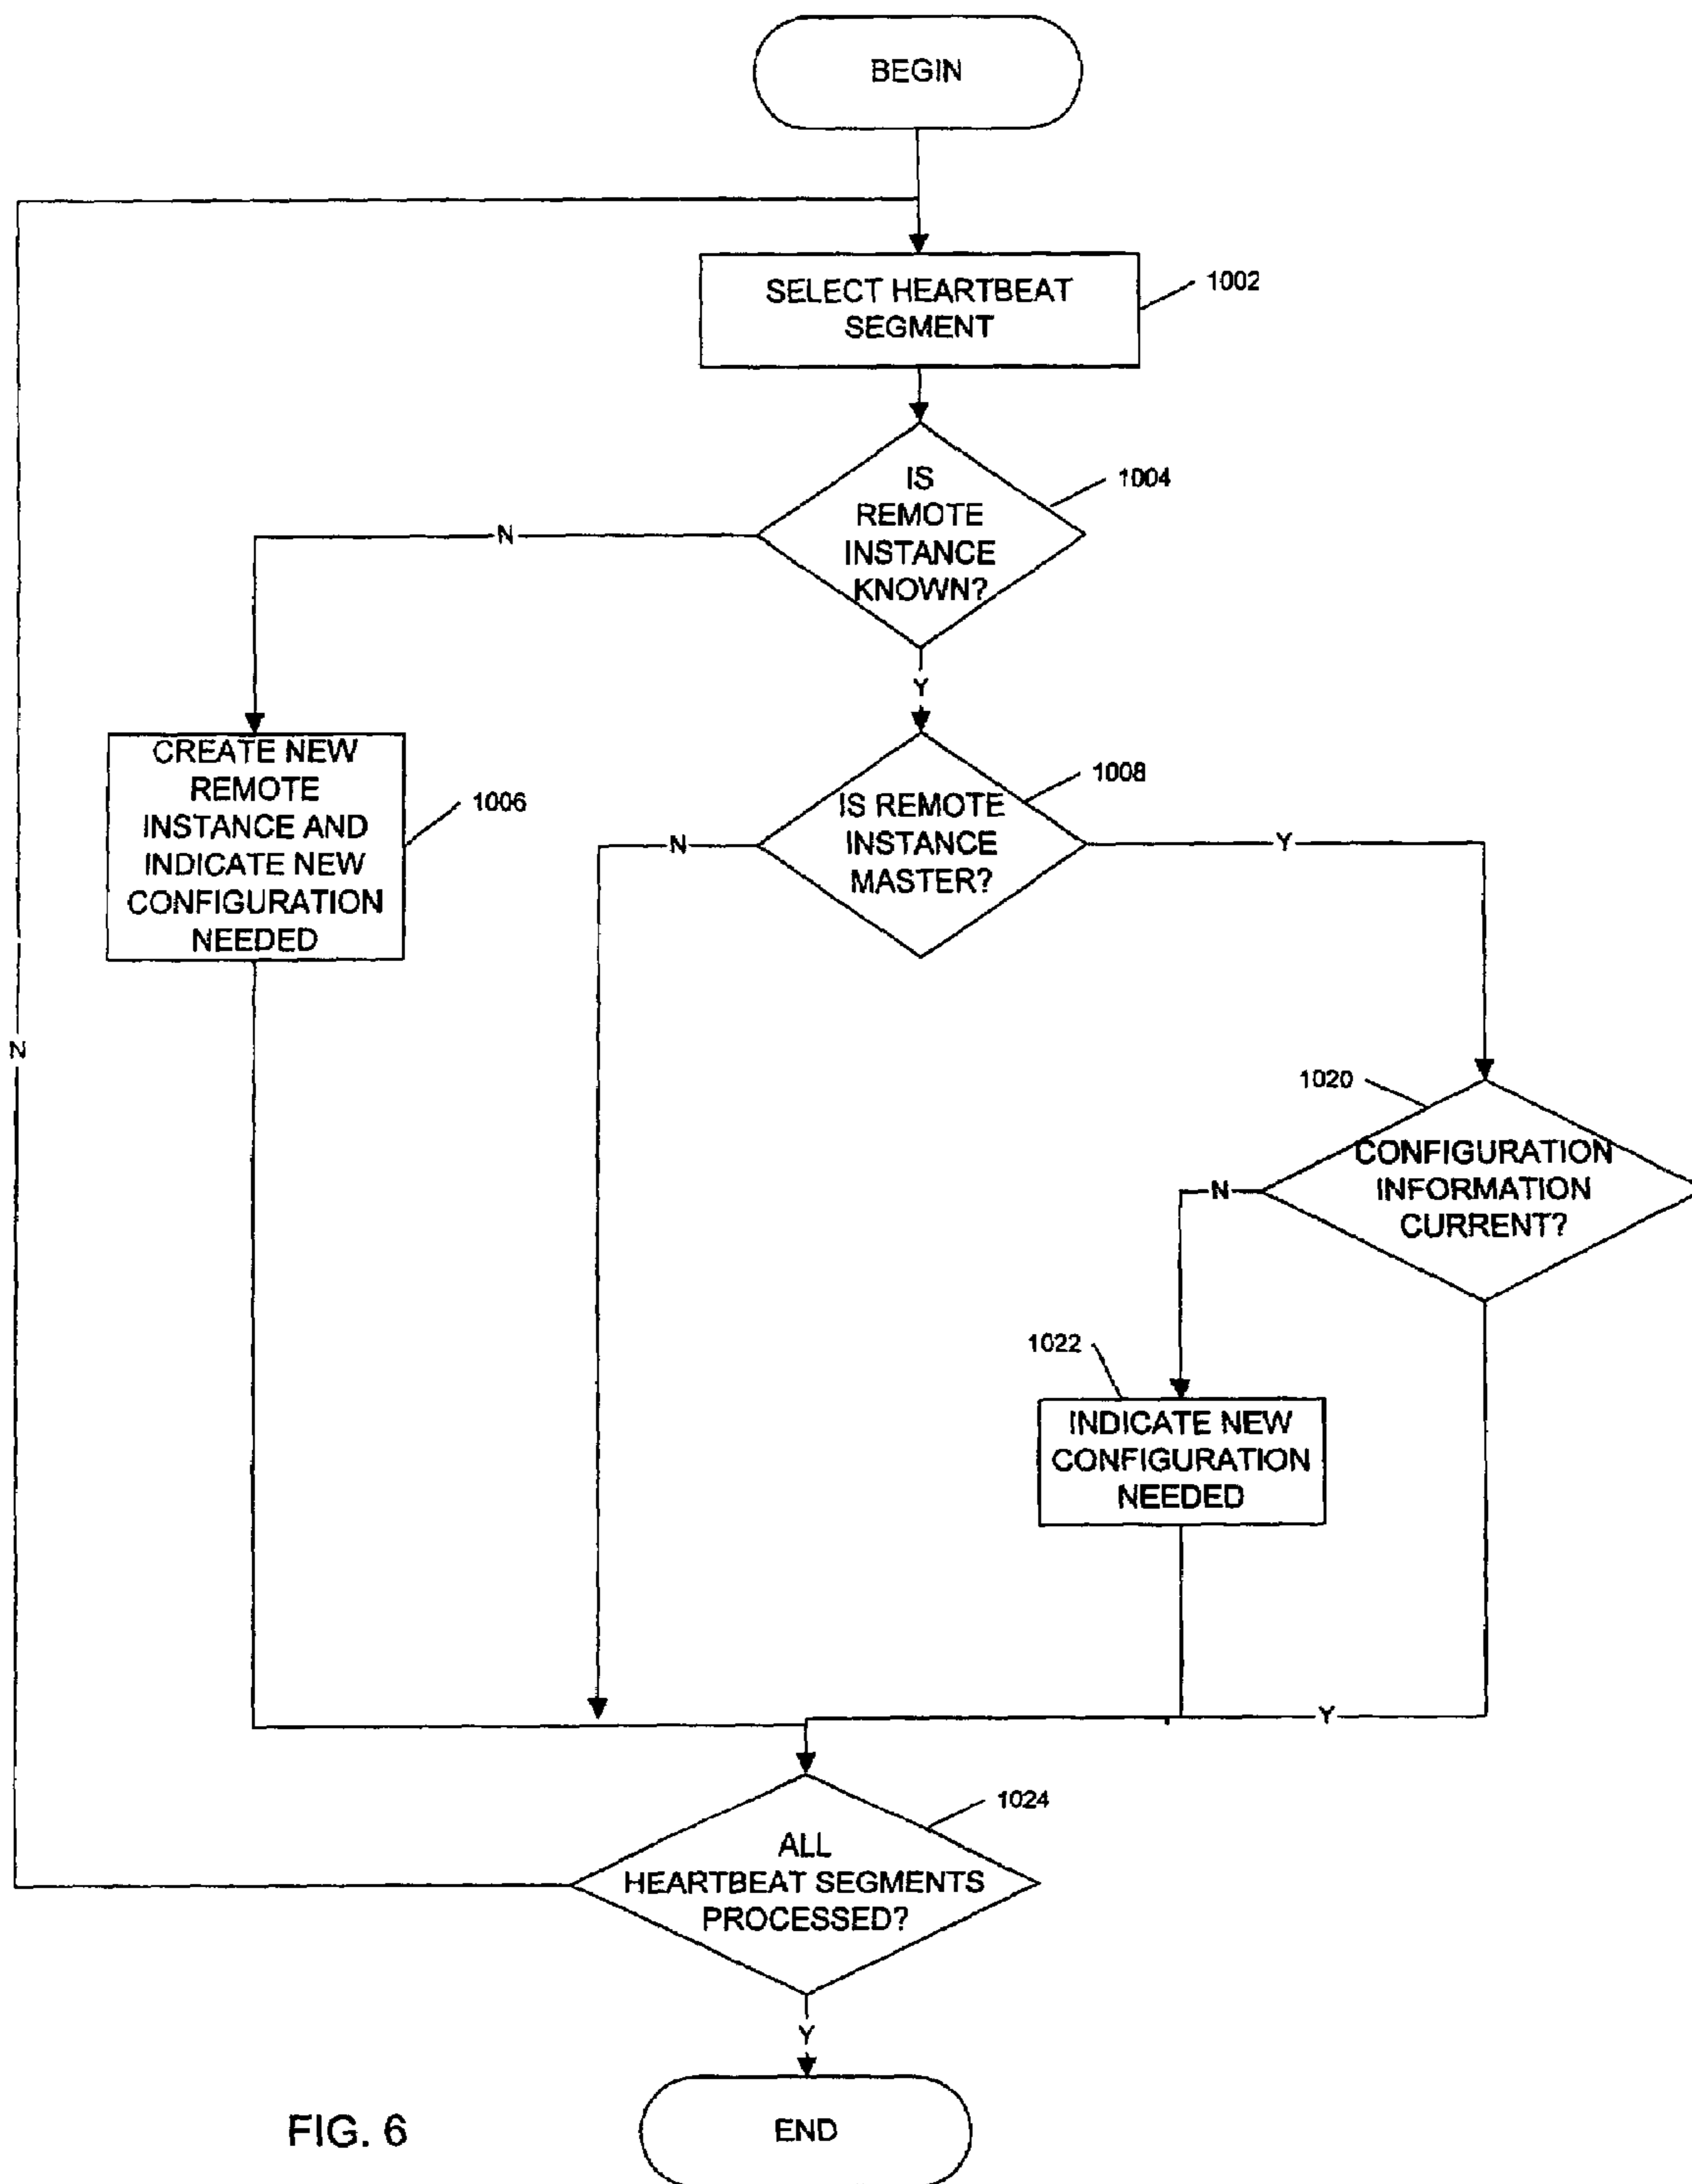 BEGIN
SELECT HEARTBEAT
SEGMENT
1002
IS
REMOTE
INSTANCE
KNOWN?
1004
N
Y
CREATE NEW
REMOTE
INSTANCE AND
INDICATE NEW
CONFIGURATION
NEEDED
1006
IS REMOTE
INSTANCE
MASTER?
1008
N
Y
N
1020
CONFIGURATION
INFORMATION
CURRENT?
N
1022
INDICATE NEW
CONFIGURATION
NEEDED
Y
ALL
HEARTBEAT SEGMENTS
PROCESSED?
1024
Y
END
FIG. 6